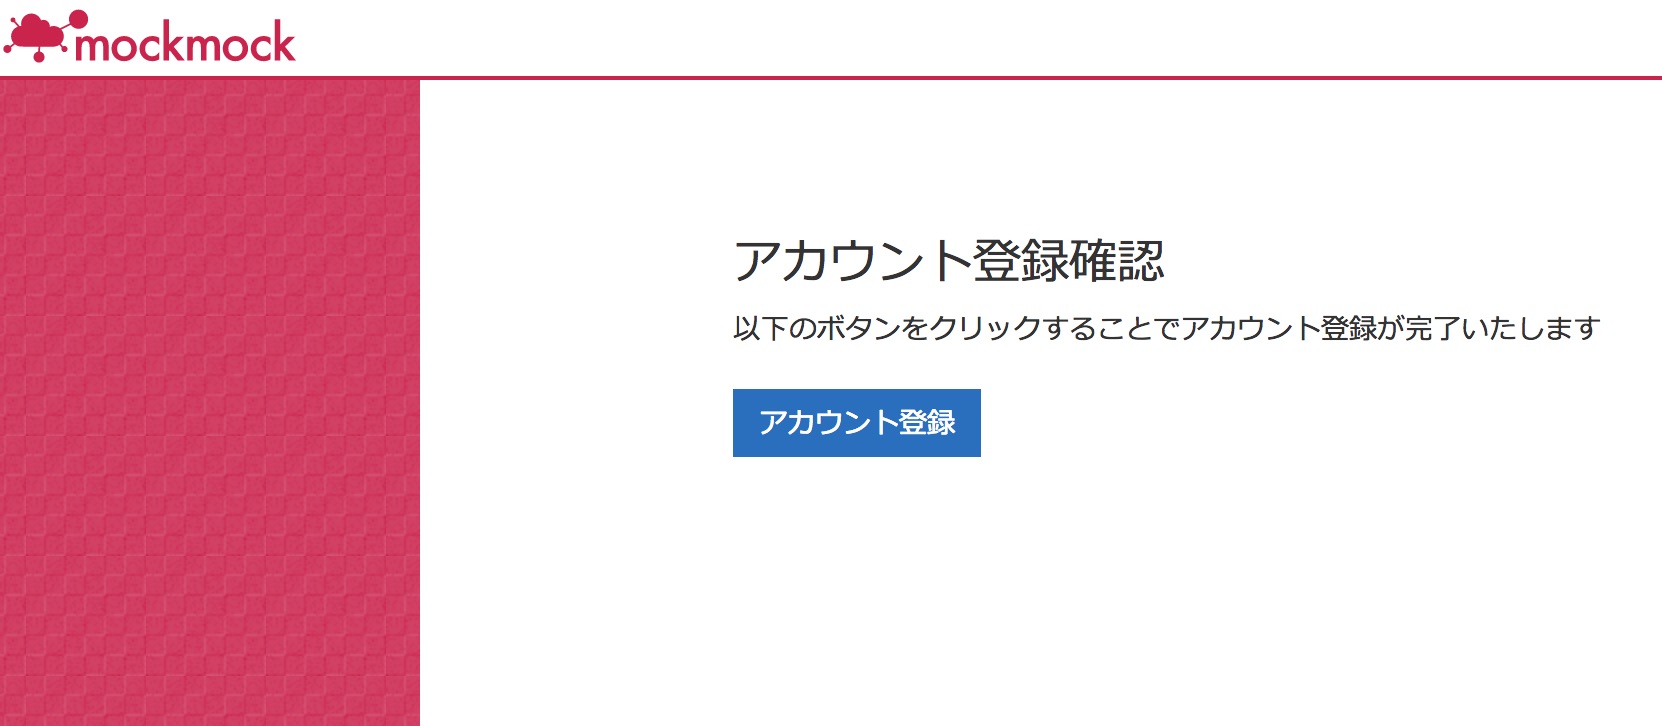 mockmock
アカウント登録確認
以下のボタンをクリックすることでアカウント登録が完了いたします
アカウント登録